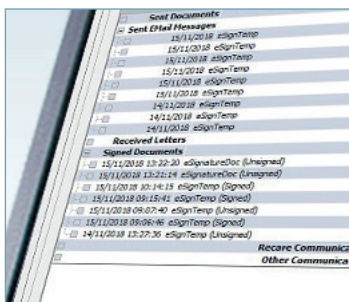 Sent Documents
Sent EMail Messages
15/11/2018 eSignTemp
15/11/2018 eSignTemp
15/11/2018 eSignTemp
15/11/2018 eSignTemp
15/11/2018 eSignTemp
15/11/2018 eSignTemp
14/11/2018 eSignTemp
14/11/2018 eSignTemp
14/11/2018 eSignTemp
Received Letters
Signed Documents
15/11/2018 13:22:20 eSignatureDoc (Unsigned)
15/11/2018 13:21:14 eSignatureDoc (Unsigned)
15/11/2018 10:14:15 eSignTemp (Signed)
15/11/2018 09:15:41 eSignTemp (Signed)
15/11/2018 09:07:40 eSignTemp (Unsigned)
15/11/2018 09:06:46 eSignTemp (Signed)
14/11/2018 13:27:36 eSignTemp (Unsigned)
Recare Communica
Other Communica